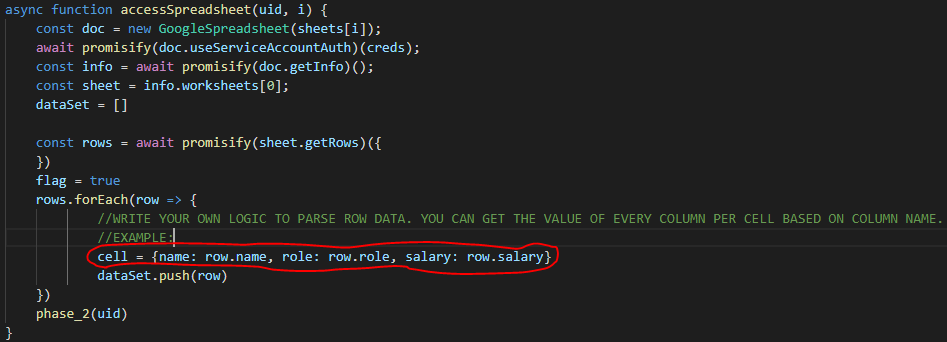 async function accessSpreadsheet(uid, i) {
const doc = new GoogleSpreadsheet(sheets[i]);
await promisify(doc.useServiceAccountAuth)(creds);
const info = await promisify(doc.getInfo)();
const sheet = info.worksheets[0];
dataSet = []
const rows = await promisify(sheet.getRows)({
})
flag = true
rows.forEach(row => {
//WRITE YOUR OWN LOGIC TO PARSE ROW DATA. YOU CAN GET THE VALUE OF EVERY COLUMN PER CELL BASED ON COLUMN NAME.
//EXAMPLE:
cell = {name: row.name, role: row.role, salary: row.salary}
dataSet.push(row)
})
phase_2(uid)
}